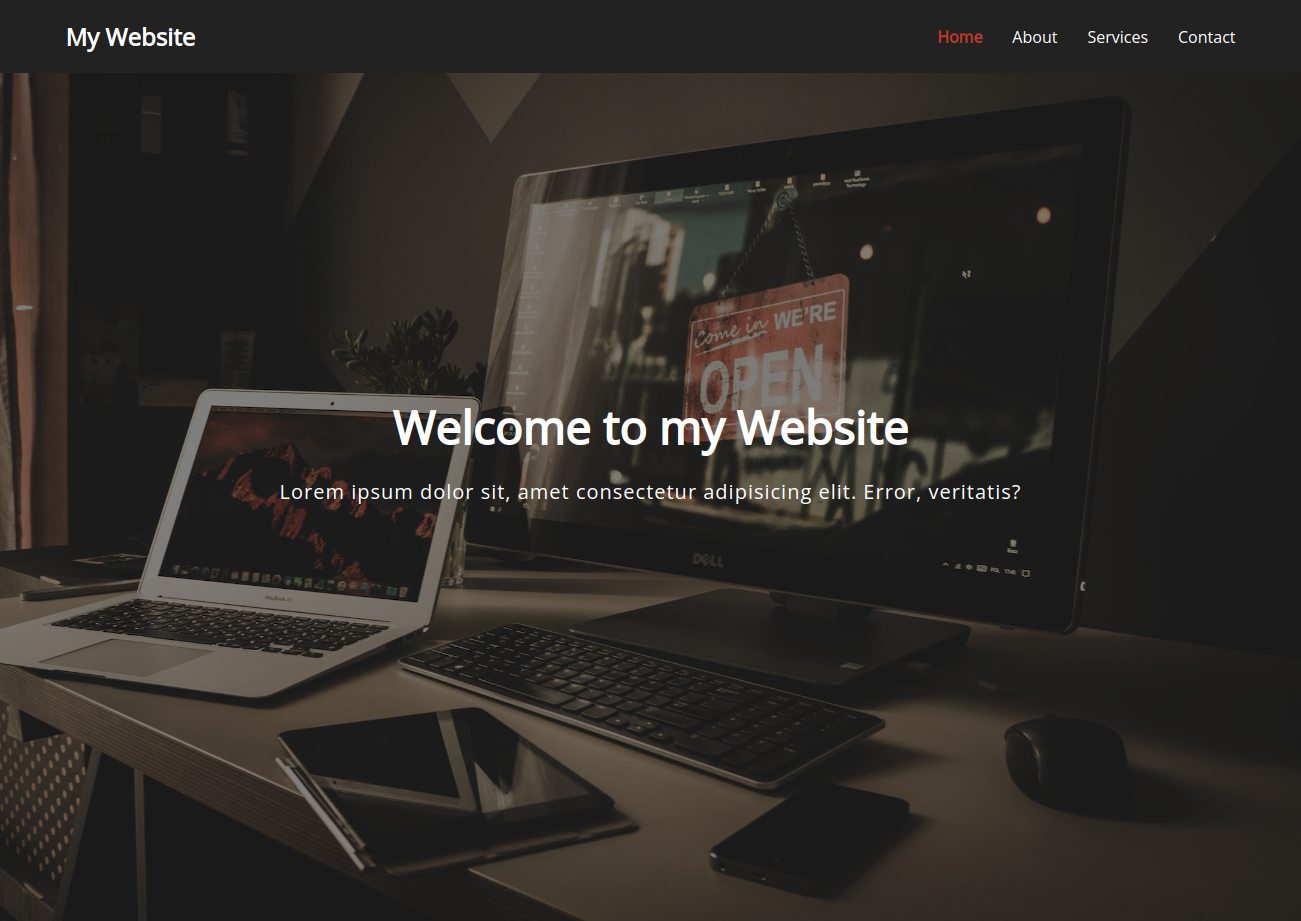 My Website
Home About Services Contact
Come in WE'RE
OPEN
Welcome to my Website
Lorem ipsum dolor sit, amet consectetur adipisicing elit. Error, veritatis?
DELL